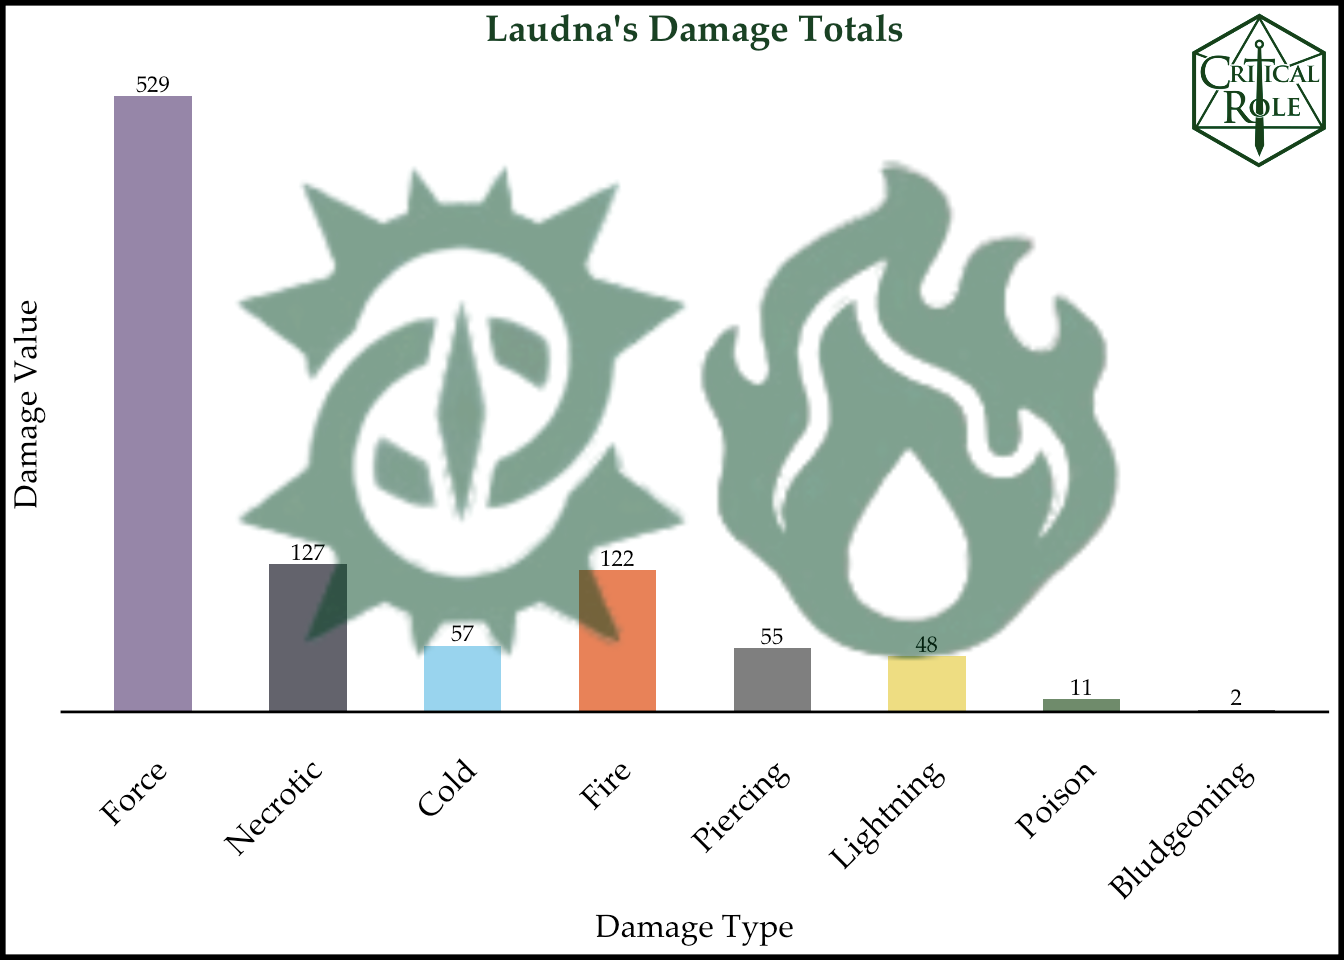 Laudna's Damage Totals
CRITICAL
ROLE
529
127
57
122
55
48
11
2
Damage Value
Force
Necrotic
Cold
Fire
Piercing
Lightning
Poison
Bludgeoning
Damage Type